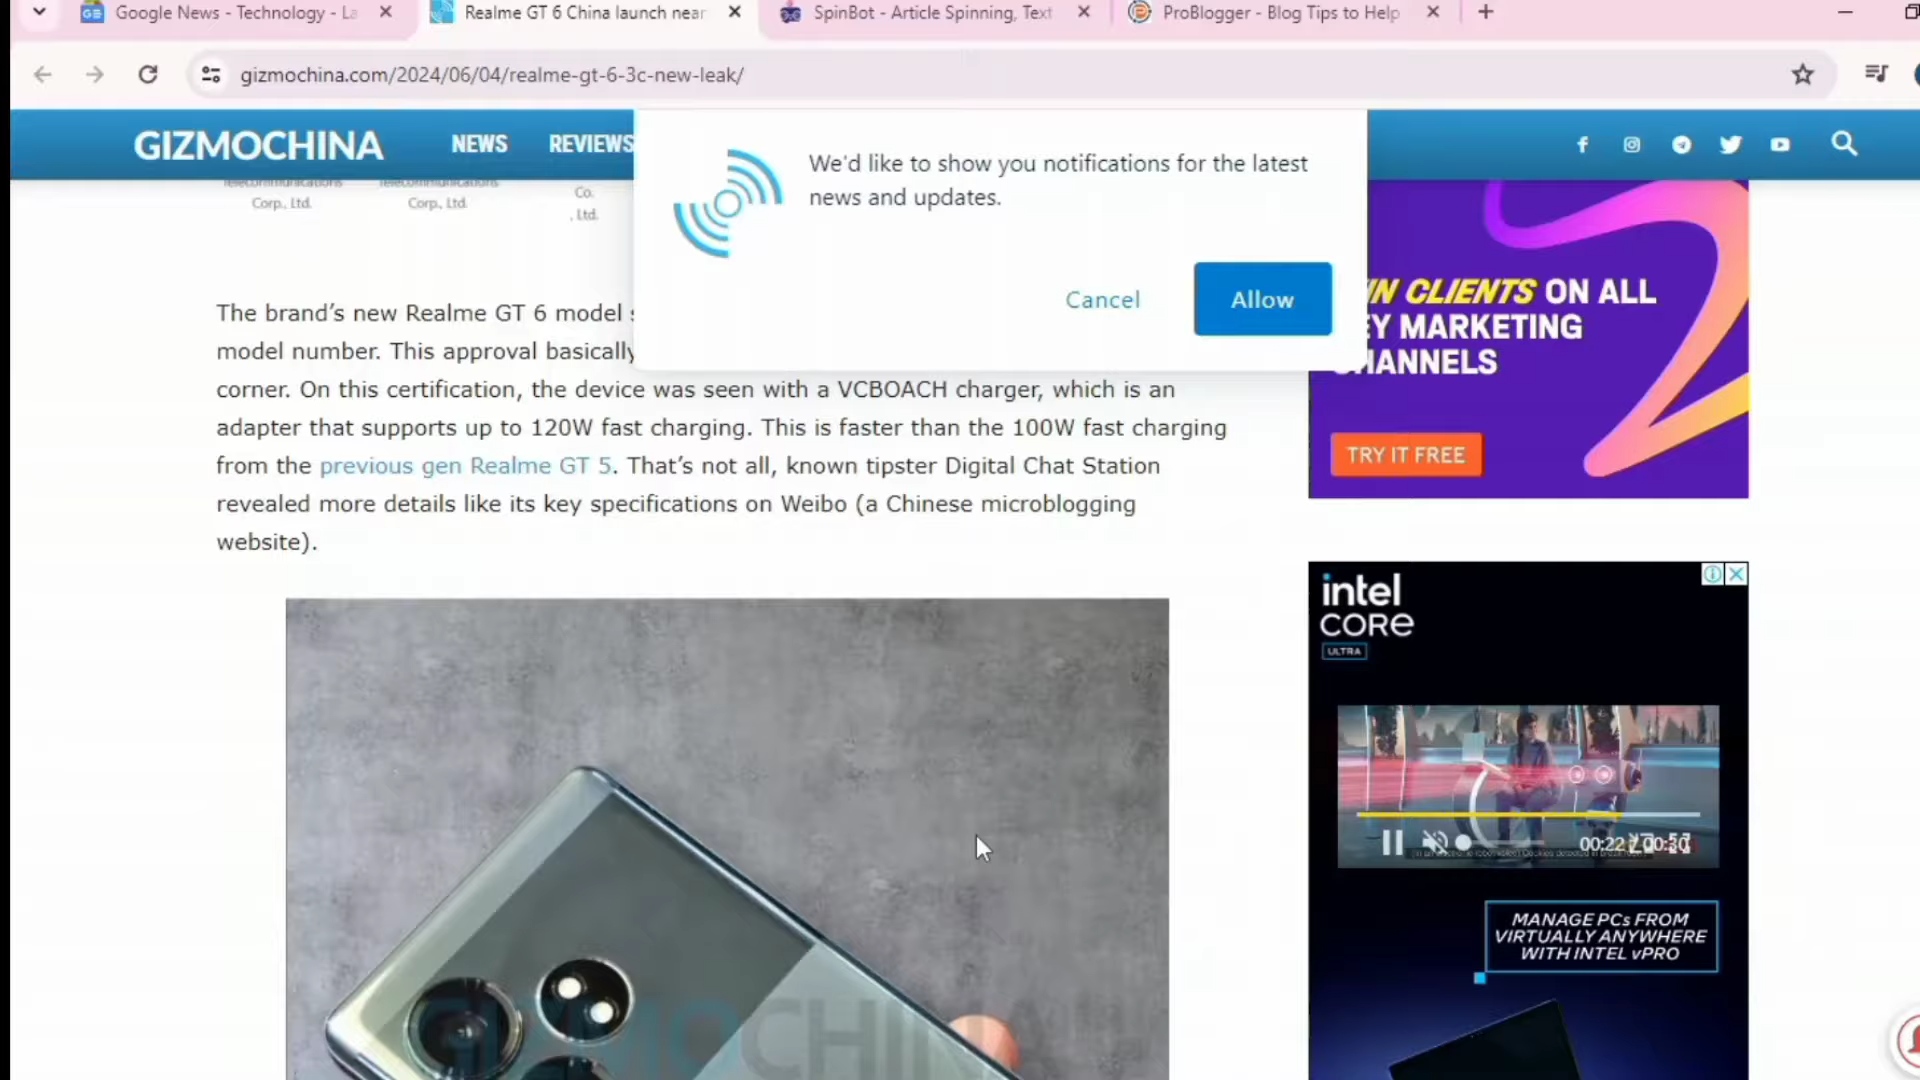 Google News - Technology - La
Realme GT 6 China launch near
SpinBot - Article Spinning, Text
ProBlogger - Blog Tips to Help
gizmochina.com/2024/06/04/realme-gt-6-3c-new-leak/
GIZMOCHINA
NEWS
REVIEWS
We'd like to show you notifications for the latest
news and updates.
Cancel
Allow
Telecommunications
Corp., Ltd.
Telecommunications
Corp., Ltd.
Co.
, Ltd.
The brand's new Realme GT 6 model
model number. This approval basically
corner. On this certification, the device was seen with a VCBOACH charger, which is an
adapter that supports up to 120W fast charging. This is faster than the 100W fast charging
from the previous gen Realme GT 5. That's not all, known tipster Digital Chat Station
revealed more details like its key specifications on Weibo (a Chinese microblogging
website).
GIZMOCHINA
CLIENTS ON ALL
MARKETING
TRY IT FREE
intel
CORE
ULTRA
00:22 / 00:30
MANAGE PCs FROM
VIRTUALLY ANYWHERE
WITH INTEL vPRO